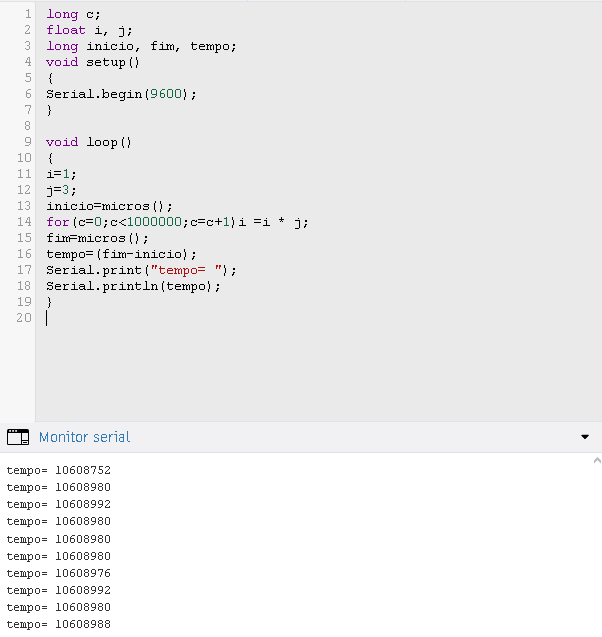 1 long c;
2 float i, j;
3 long inicio, fim, tempo;
4 void setup()
5 {
6 Serial.begin(9600);
7 }
8
9 void loop()
10 {
11 i=1;
12 j=3;
13 inicio=micros();
14 for(c=0;c<1000000;c=c+1)i =i * j;
15 fim=micros();
16 tempo=(fim-inicio);
17 Serial.print("tempo= ");
18 Serial.println(tempo);
19 }
20
Monitor serial
tempo= 10608752
tempo= 10608980
tempo= 10608992
tempo= 10608980
tempo= 10608980
tempo= 10608980
tempo= 10608976
tempo= 10608992
tempo= 10608980
tempo= 10608988